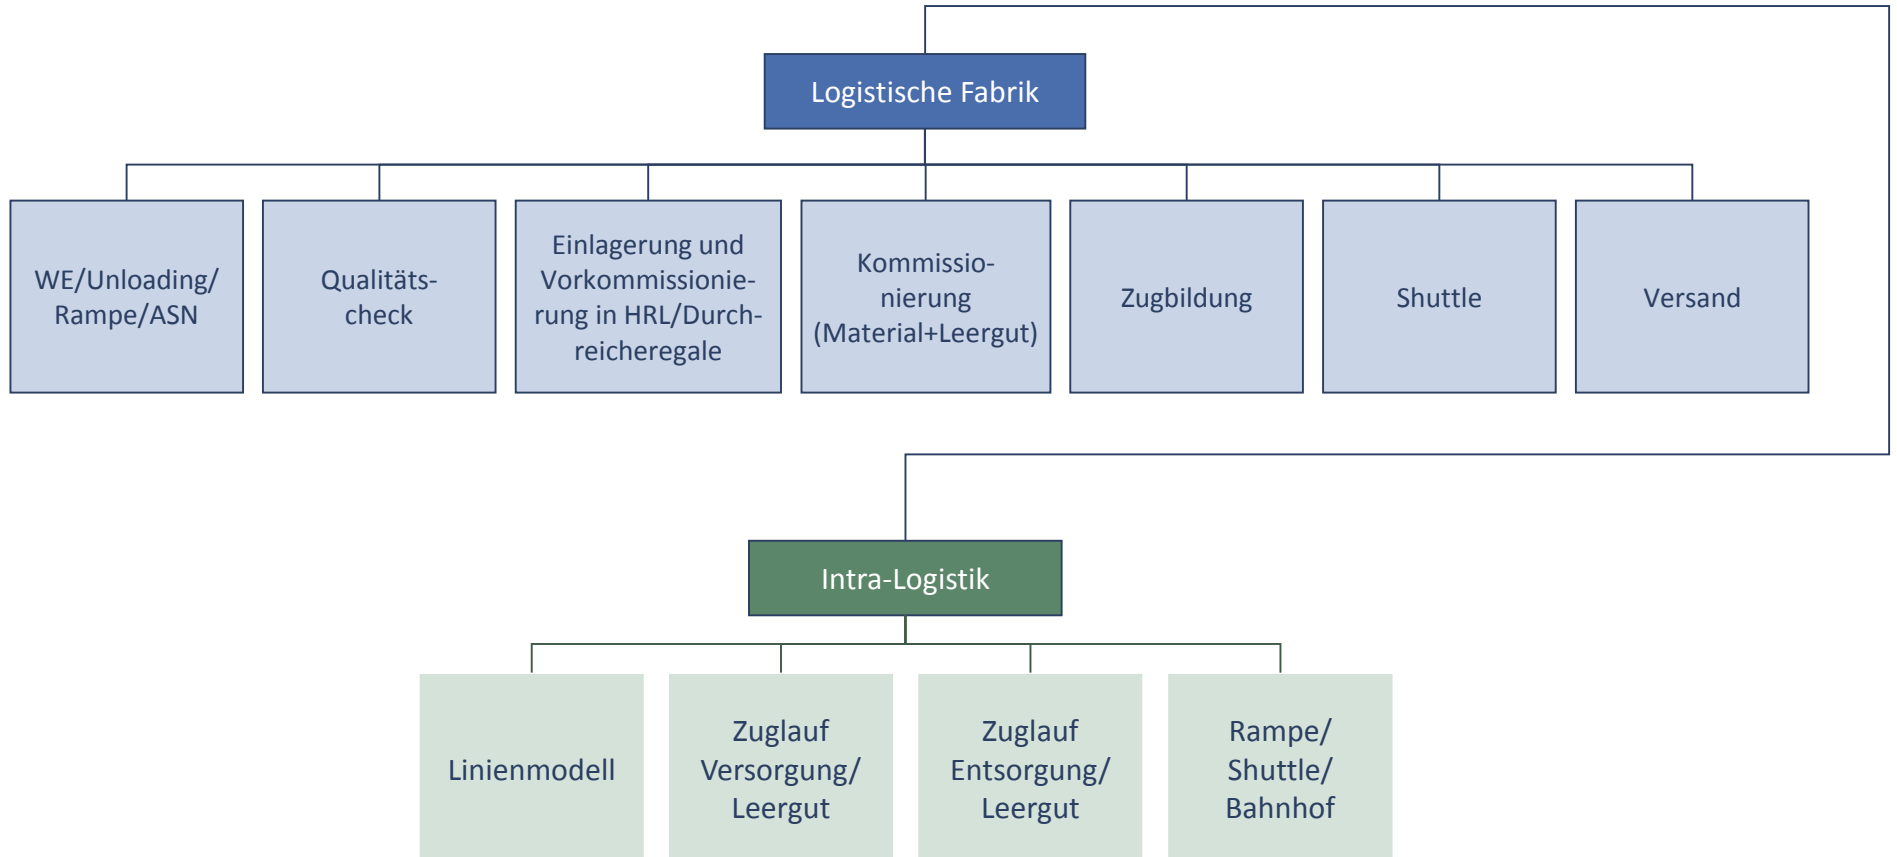 Logistische Fabrik
WE/Unloading/
Rampe/ASN
Qualitäts-
check
Einlagerung und
Vorkommissionie-
rung in HRL/Durch-
reicheregale
Kommissio-
nierung
(Material+Leergut)
Zugbildung
Shuttle
Versand
Intra-Logistik
Linienmodell
Zuglauf
Versorgung/
Leergut
Zuglauf
Entsorgung/
Leergut
Rampe/
Shuttle/
Bahnhof